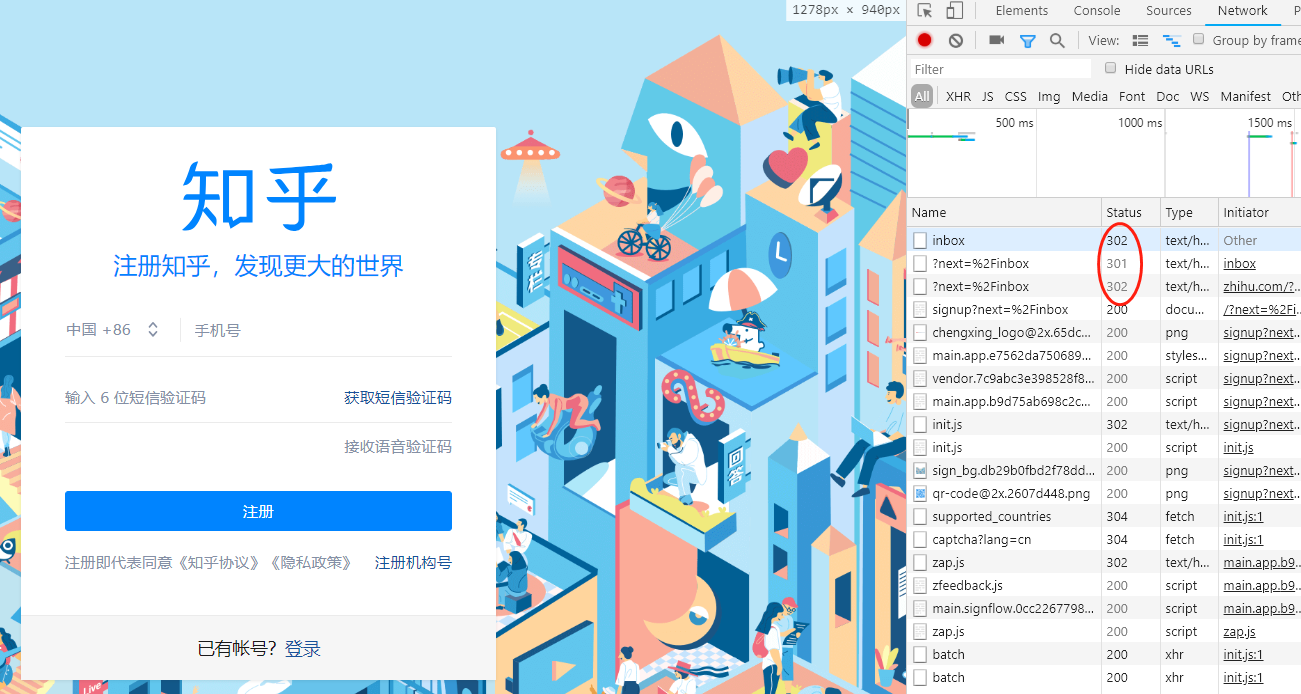 1278px × 940px
知乎
注册知乎，发现更大的世界
中国 +86 手机号
输入 6 位短信验证码 获取短信验证码
接收语音验证码
注册
注册即代表同意《知乎协议》《隐私政策》 注册机构号
已有帐号？登录
专栏
回答
Live
Elements Console Sources Network P
View: Group by frame
Filter Hide data URLs
All XHR JS CSS Img Media Font Doc WS Manifest Oth
500 ms 1000 ms 1500 ms
Name Status Type Initiator
inbox 302 text/h... Other
?next=%2Finbox 301 text/h... inbox
?next=%2Finbox 302 text/h... zhihu.com/?...
signup?next=%2Finbox 200 docu... /?next=%2Fi...
chengxing_logo@2x.65dc... 200 png signup?next...
main.app.e7562da750689... 200 styles... signup?next...
vendor.7c9abc3e398528f8... 200 script signup?next...
main.app.b9d75ab698c2c... 200 script signup?next...
init.js 302 text/h... signup?next...
init.js 200 script init.js
sign_bg.db29b0fbd2f78dd... 200 png signup?next...
qr-code@2x.2607d448.png 200 png signup?next...
supported_countries 304 fetch init.js:1
captcha?lang=cn 304 fetch init.js:1
zap.js 302 text/h... main.app.b9...
zfeedback.js 200 script main.app.b9...
main.signflow.0cc2267798... 200 script main.app.b9...
zap.js 200 script zap.js
batch 200 xhr init.js:1
batch 200 xhr init.js:1